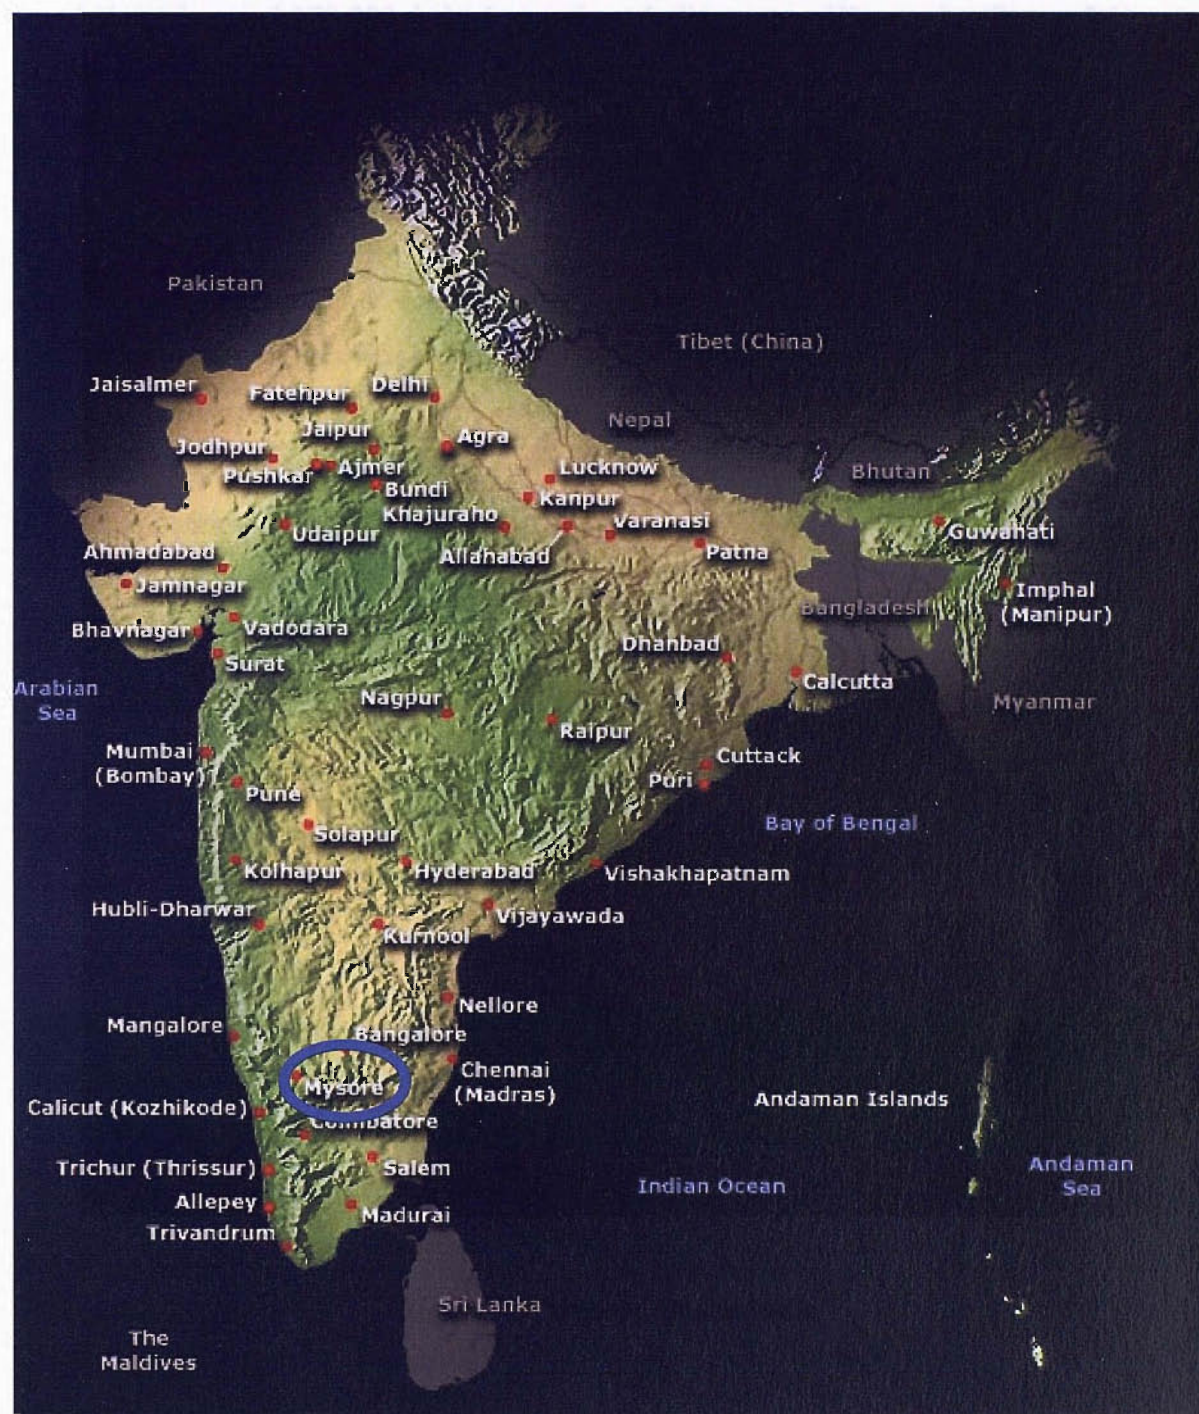 Pakistan
Tibet (China)
Jaisalmer
Fatehpur
Delhi
Nepal
Jaipur
Agra
Jodhpur
Pushkar
Ajmer
Lucknow
Bhutan
Bundi
Kanpur
Khajuraho
Varanasi
Udaipur
Guwahati
Ahmadabad
Allahabad
Patna
Jamnagar
Imphal
(Manipur)
Bangladesh
Bhavnagar
Vadodara
Dhanbad
Surat
Calcutta
Arabian
Sea
Nagpur
Myanmar
Raipur
Mumbai
(Bombay)
Cuttack
Puri
Pune
Bay of Bengal
Solapur
Kolhapur
Hyderabad
Vishakhapatnam
Hubli-Dharwar
Vijayawada
Kurnool
Nellore
Mangalore
Bangalore
Chennai
(Madras)
Mysore
Andaman Islands
Calicut (Kozhikode)
Coimbatore
Trichur (Thrissur)
Salem
Andaman
Sea
Indian Ocean
Allepey
Madurai
Trivandrum
Sri Lanka
The
Maldives